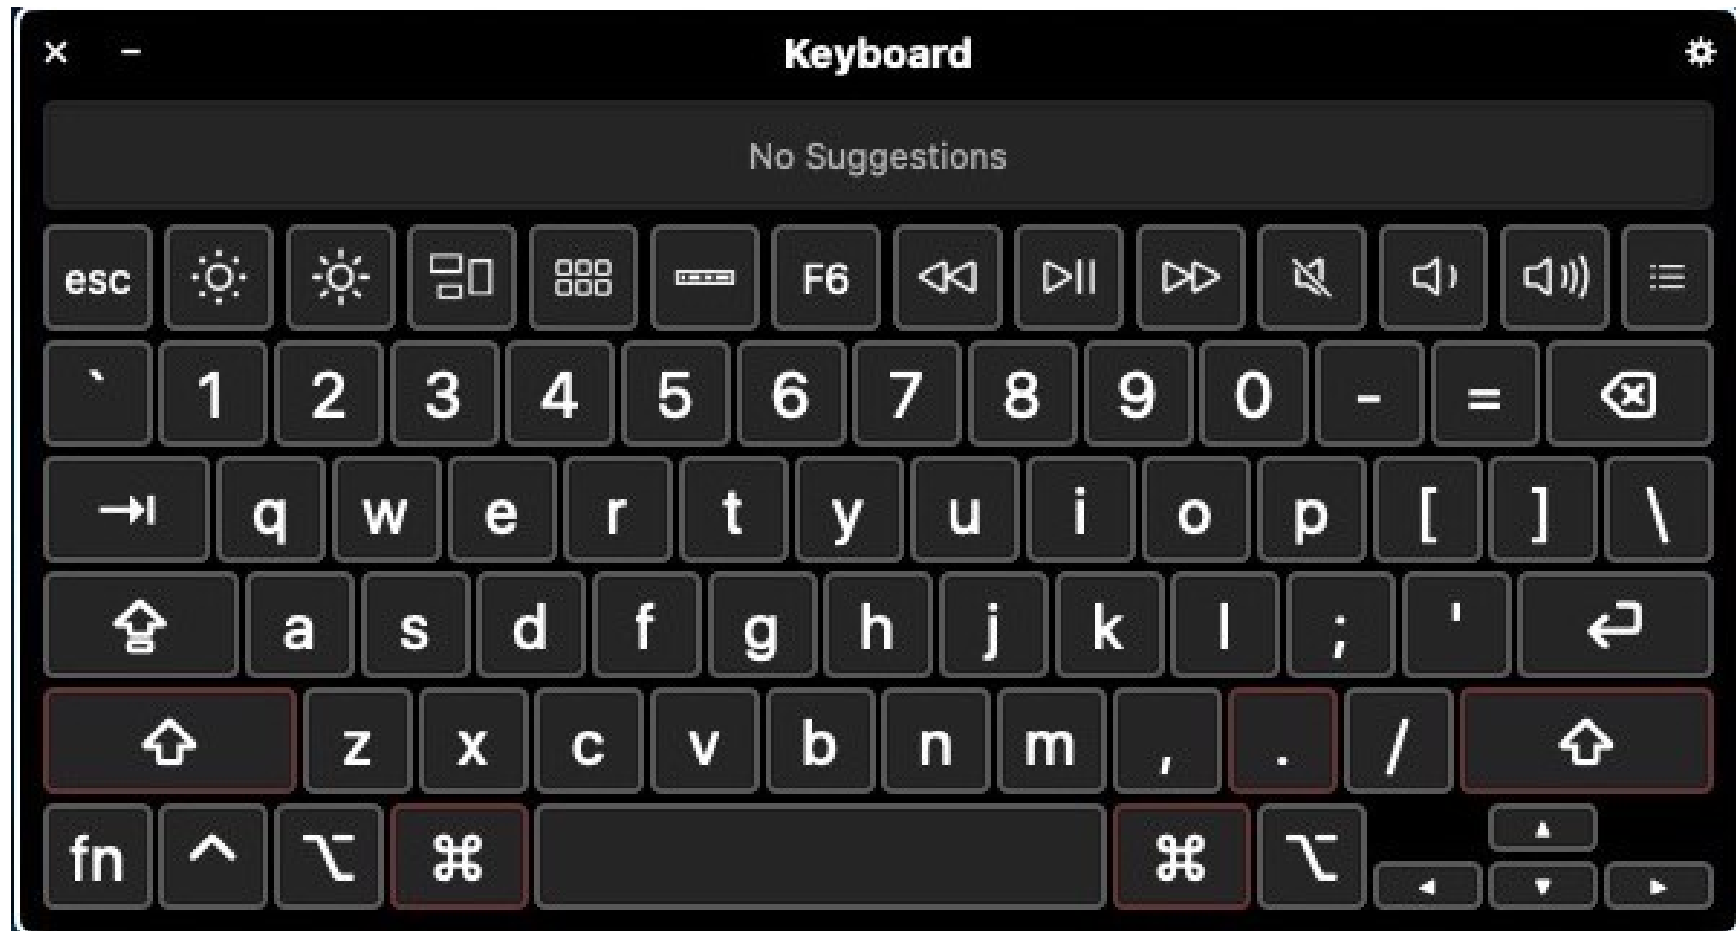 Keyboard
No Suggestions
esc F6
` 1 2 3 4 5 6 7 8 9 0 - =
q w e r t y u i o p [ ] \
a s d f g h j k l ; '
z x c v b n m , . /
fn ^ ⌥ ⌘ ⌘ ⌥